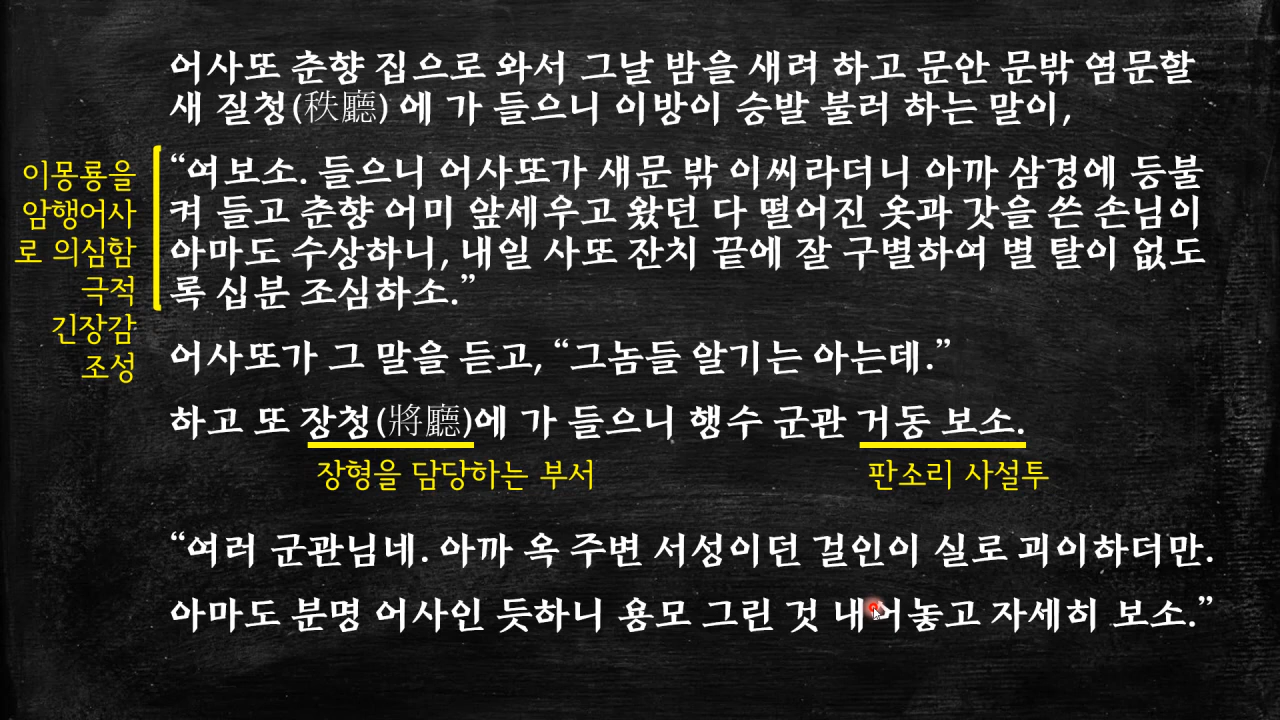 어사또 춘향 집으로 와서 그날 밤을 새려 하고 문안 문밖 염문할
새 질청(秩廳) 에 가 들으니 이방이 승발 불러 하는 말이,
이몽룡을
암행어사
로 의심함
극적
긴장감
조성
“여보소. 들으니 어사또가 새문 밖 이씨라더니 아까 삼경에 등불
켜 들고 춘향 어미 앞세우고 왔던 다 떨어진 옷과 갓을 쓴 손님이
아마도 수상하니, 내일 사또 잔치 끝에 잘 구별하여 별 탈이 없도
록 십분 조심하소.”
어사또가 그 말을 듣고, “그놈들 알기는 아는데.”
하고 또 장청(將廳)에 가 들으니 행수 군관 거동 보소.
장형을 담당하는 부서
판소리 사설투
“여러 군관님네. 아까 옥 주변 서성이던 걸인이 실로 괴이하더만.
아마도 분명 어사인 듯하니 용모 그린 것 내어놓고 자세히 보소.”